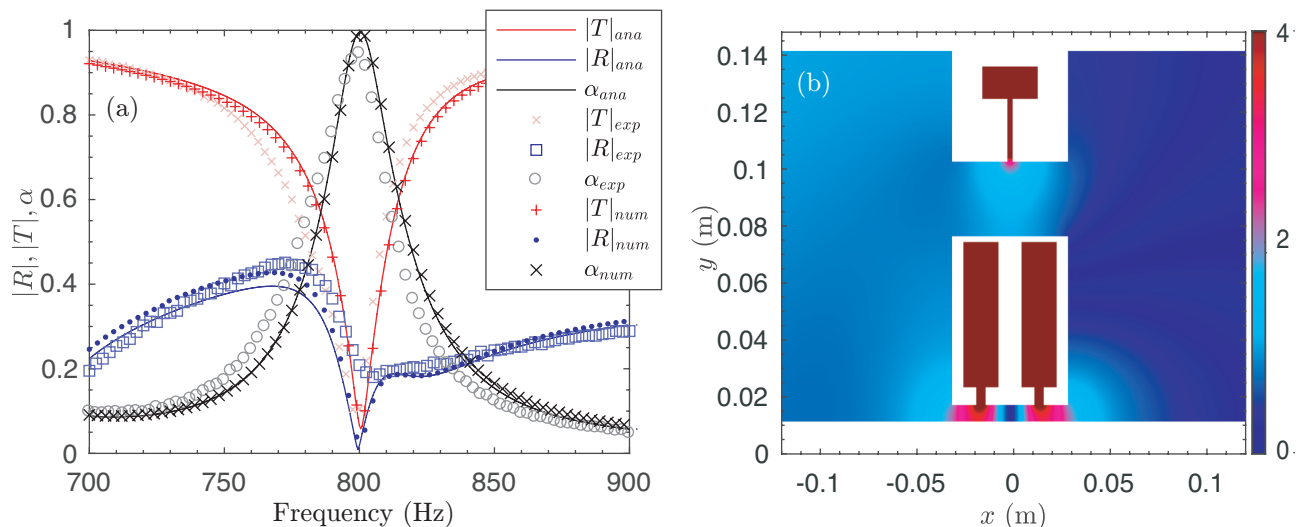 (a)
|R|, |T|, α
1
0.8
0.6
0.4
0.2
0
700
750
800
850
900
Frequency (Hz)
|T|ana
|R|ana
αana
|T|exp
|R|exp
αexp
|T|num
|R|num
αnum
(b)
y (m)
0.14
0.12
0.1
0.08
0.06
0.04
0.02
0
-0.1
-0.05
0
0.05
0.1
x (m)
4
2
0